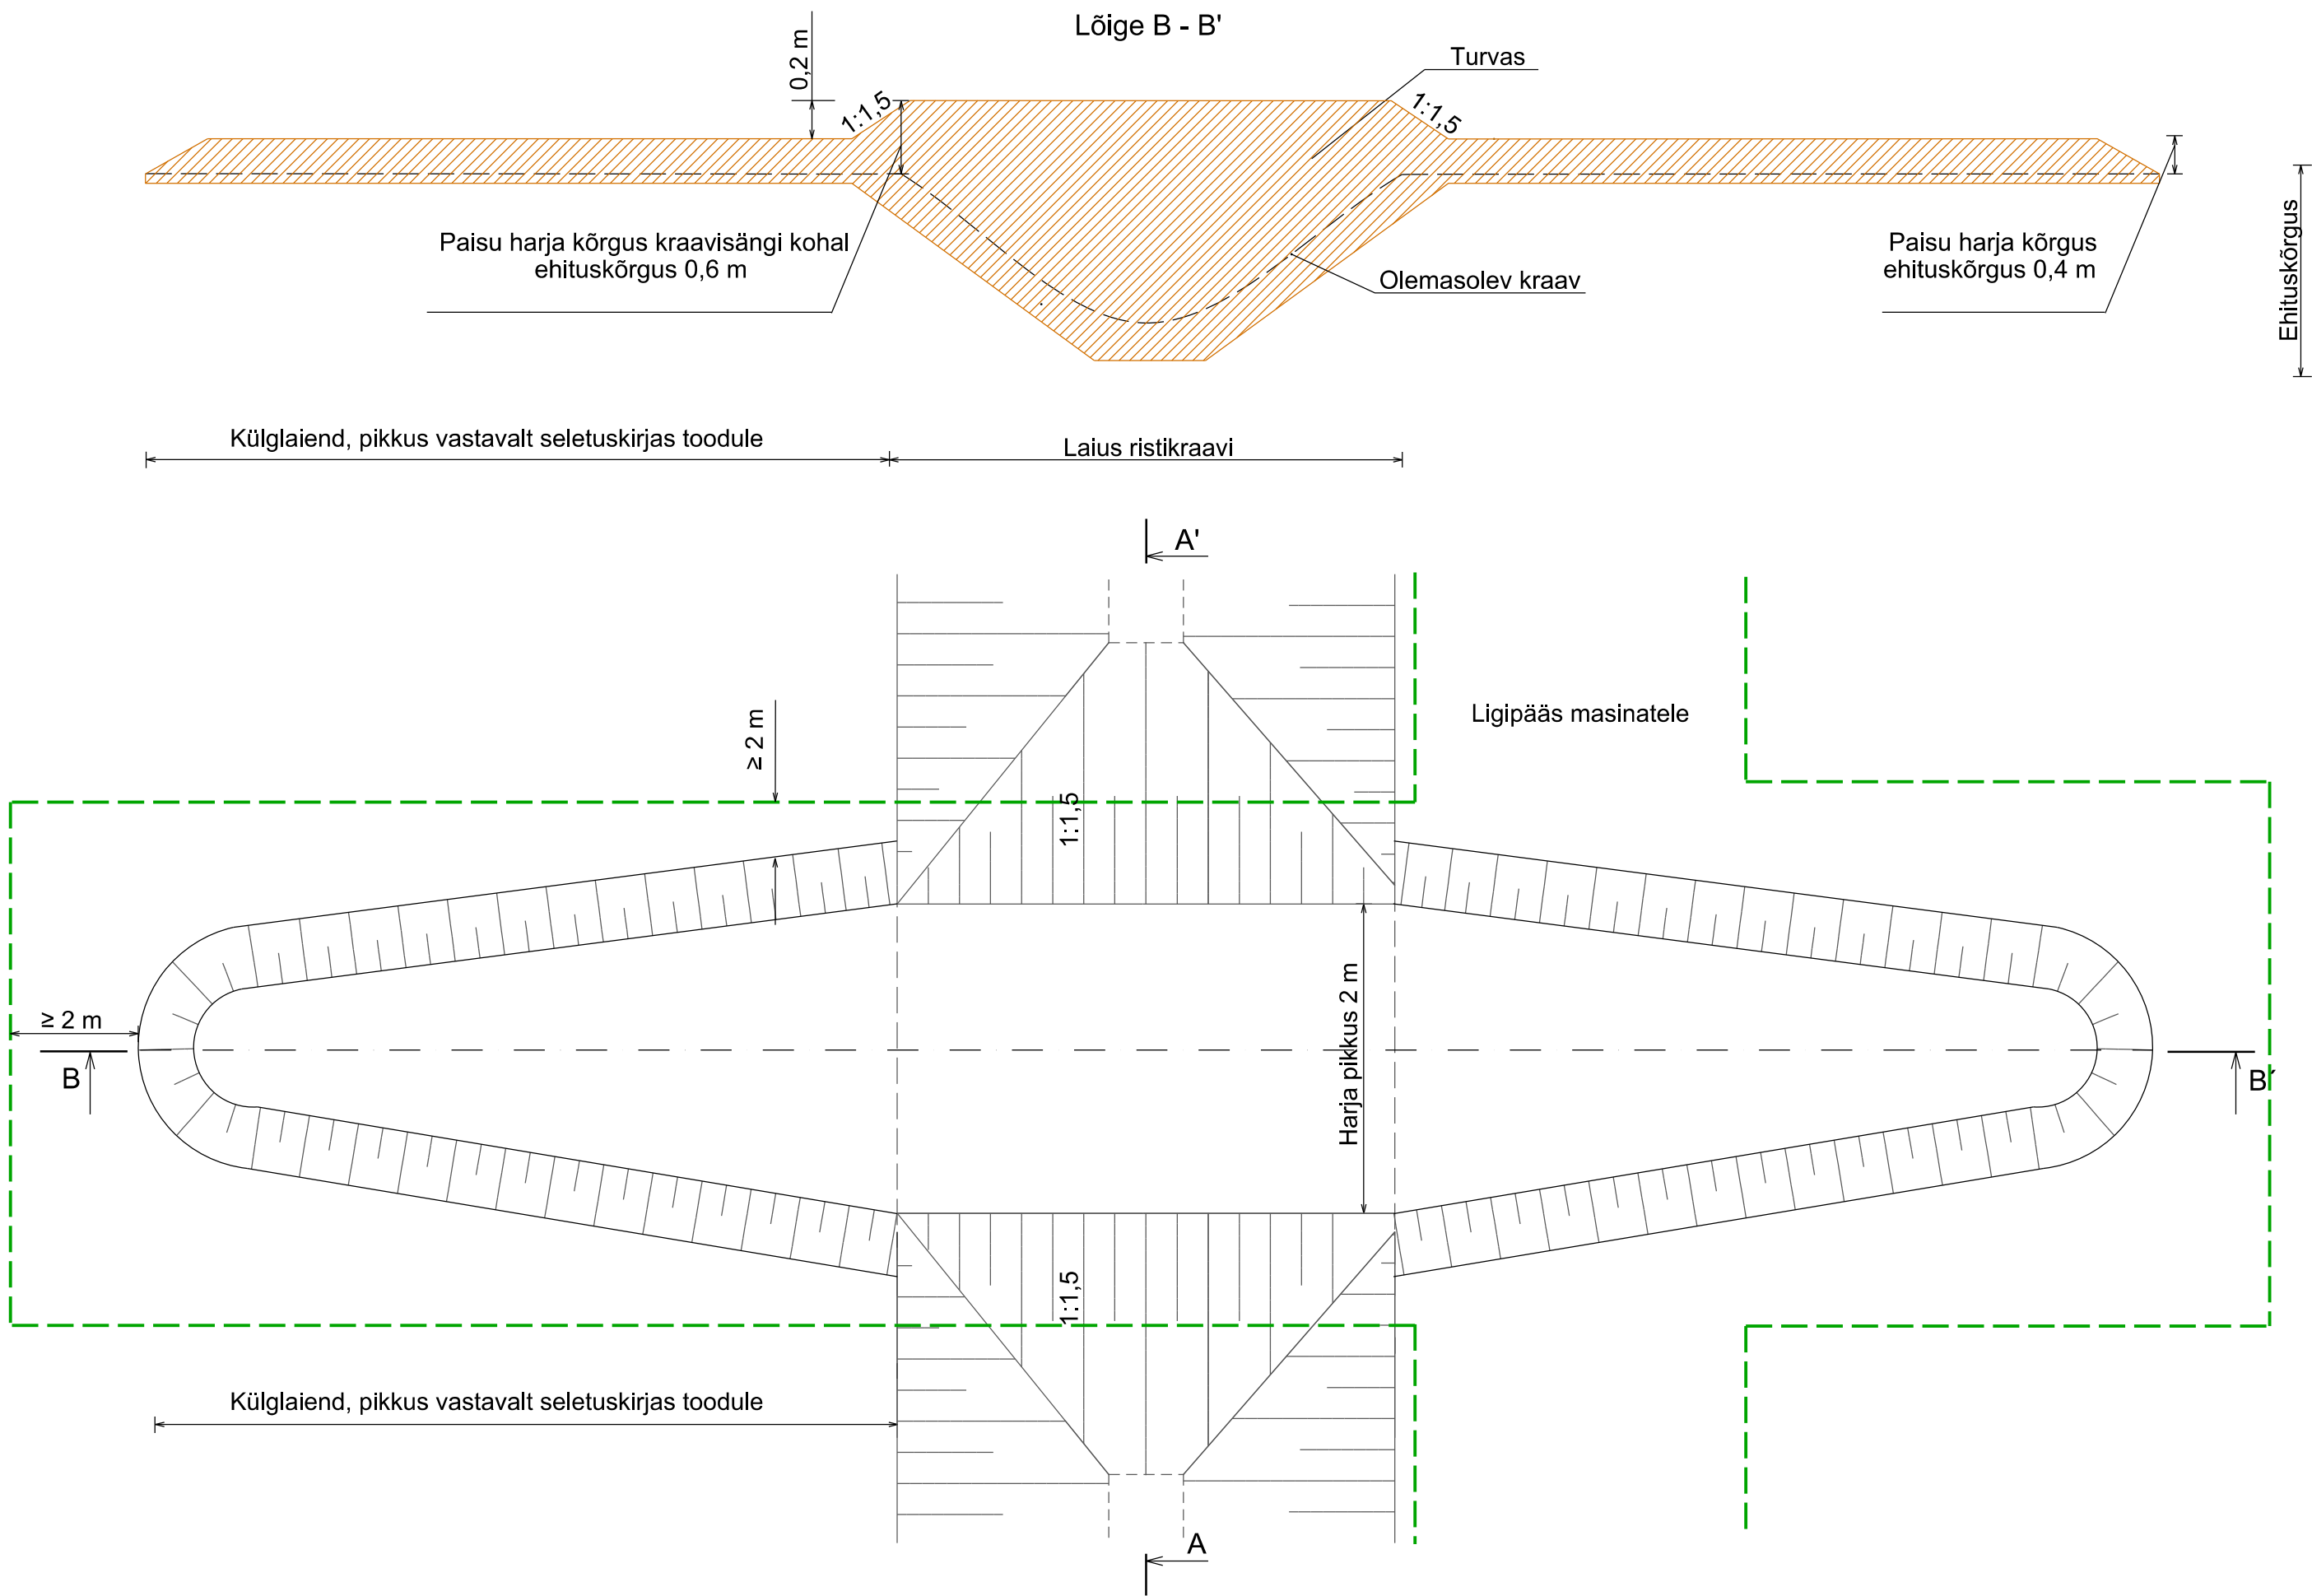 Lõige B - B'
0,2 m
1:1,5
1:1,5
Turvas
Paisu harja kõrgus kraavisängi kohal
ehituskõrgus 0,6 m
Olemasolev kraav
Paisu harja kõrgus
ehituskõrgus 0,4 m
Ehituskõrgus
Külglaiend, pikkus vastavalt seletuskirjas toodule
Laius ristikraavi
A'
Ligipääs masinatele
≥ 2 m
1:1,5
≥ 2 m
Harja pikkus 2 m
B
B´
1:1,5
Külglaiend, pikkus vastavalt seletuskirjas toodule
A